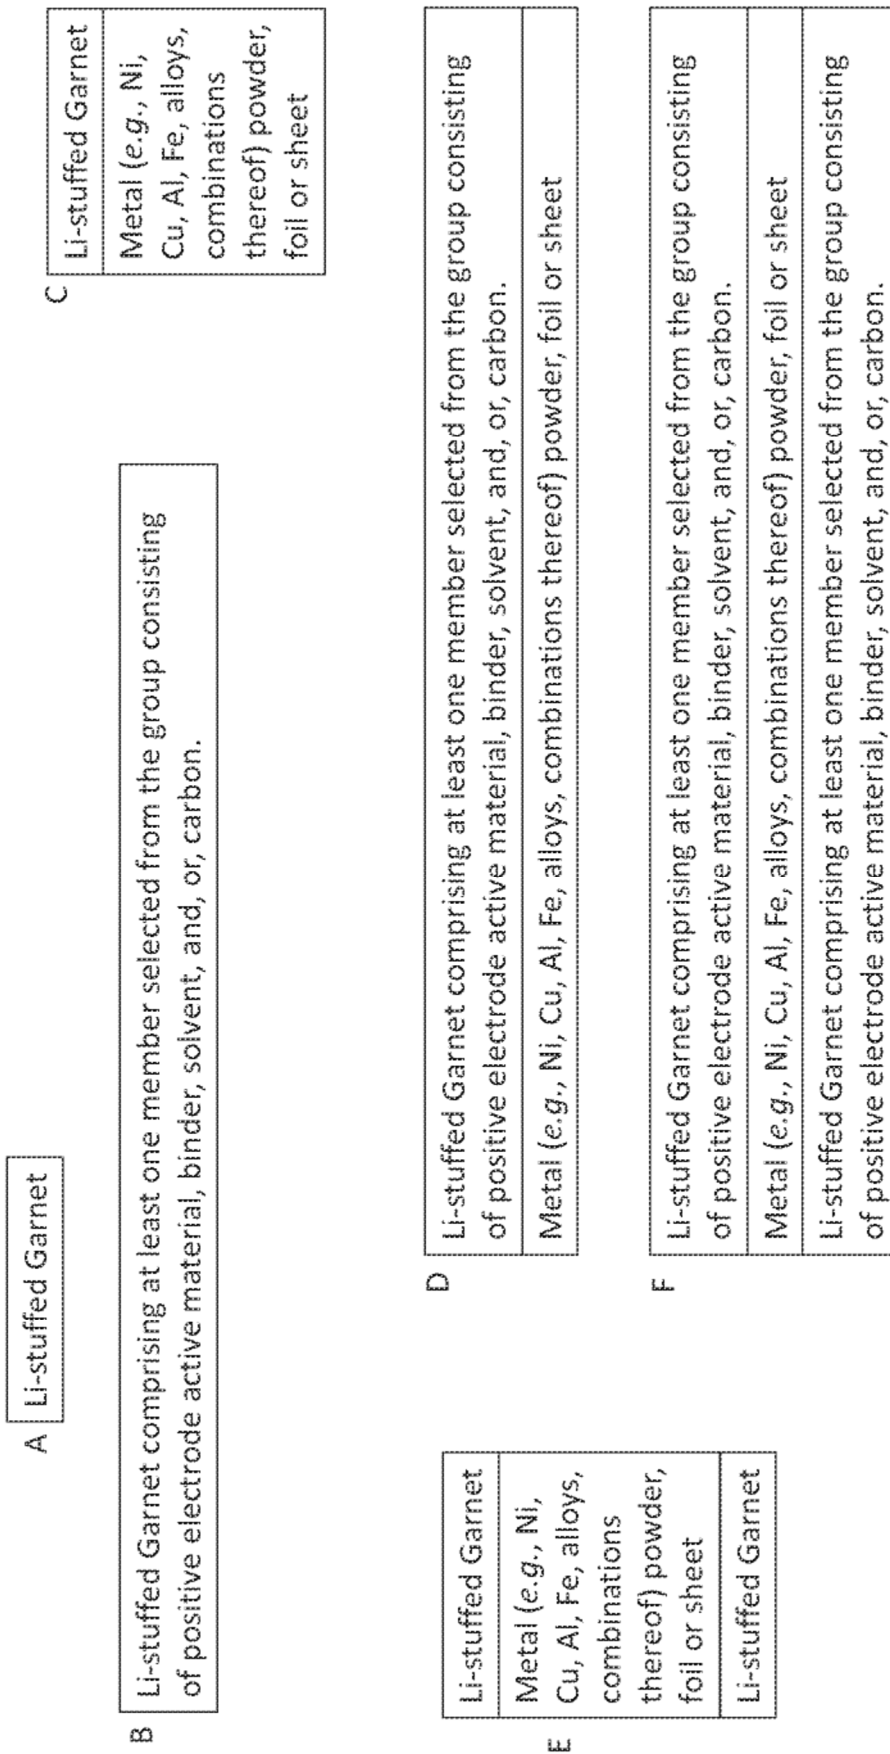 A
Li-stuffed Garnet
B
Li-stuffed Garnet comprising at least one member selected from the group consisting
of positive electrode active material, binder, solvent, and, or, carbon.
C
Li-stuffed Garnet
Metal (e.g., Ni,
Cu, Al, Fe, alloys,
combinations
thereof) powder,
foil or sheet
D
Li-stuffed Garnet comprising at least one member selected from the group consisting
of positive electrode active material, binder, solvent, and, or, carbon.
Metal (e.g., Ni, Cu, Al, Fe, alloys, combinations thereof) powder, foil or sheet
E
Li-stuffed Garnet
Metal (e.g., Ni,
Cu, Al, Fe, alloys,
combinations
thereof) powder,
foil or sheet
Li-stuffed Garnet
F
Li-stuffed Garnet comprising at least one member selected from the group consisting
of positive electrode active material, binder, solvent, and, or, carbon.
Metal (e.g., Ni, Cu, Al, Fe, alloys, combinations thereof) powder, foil or sheet
Li-stuffed Garnet comprising at least one member selected from the group consisting
of positive electrode active material, binder, solvent, and, or, carbon.